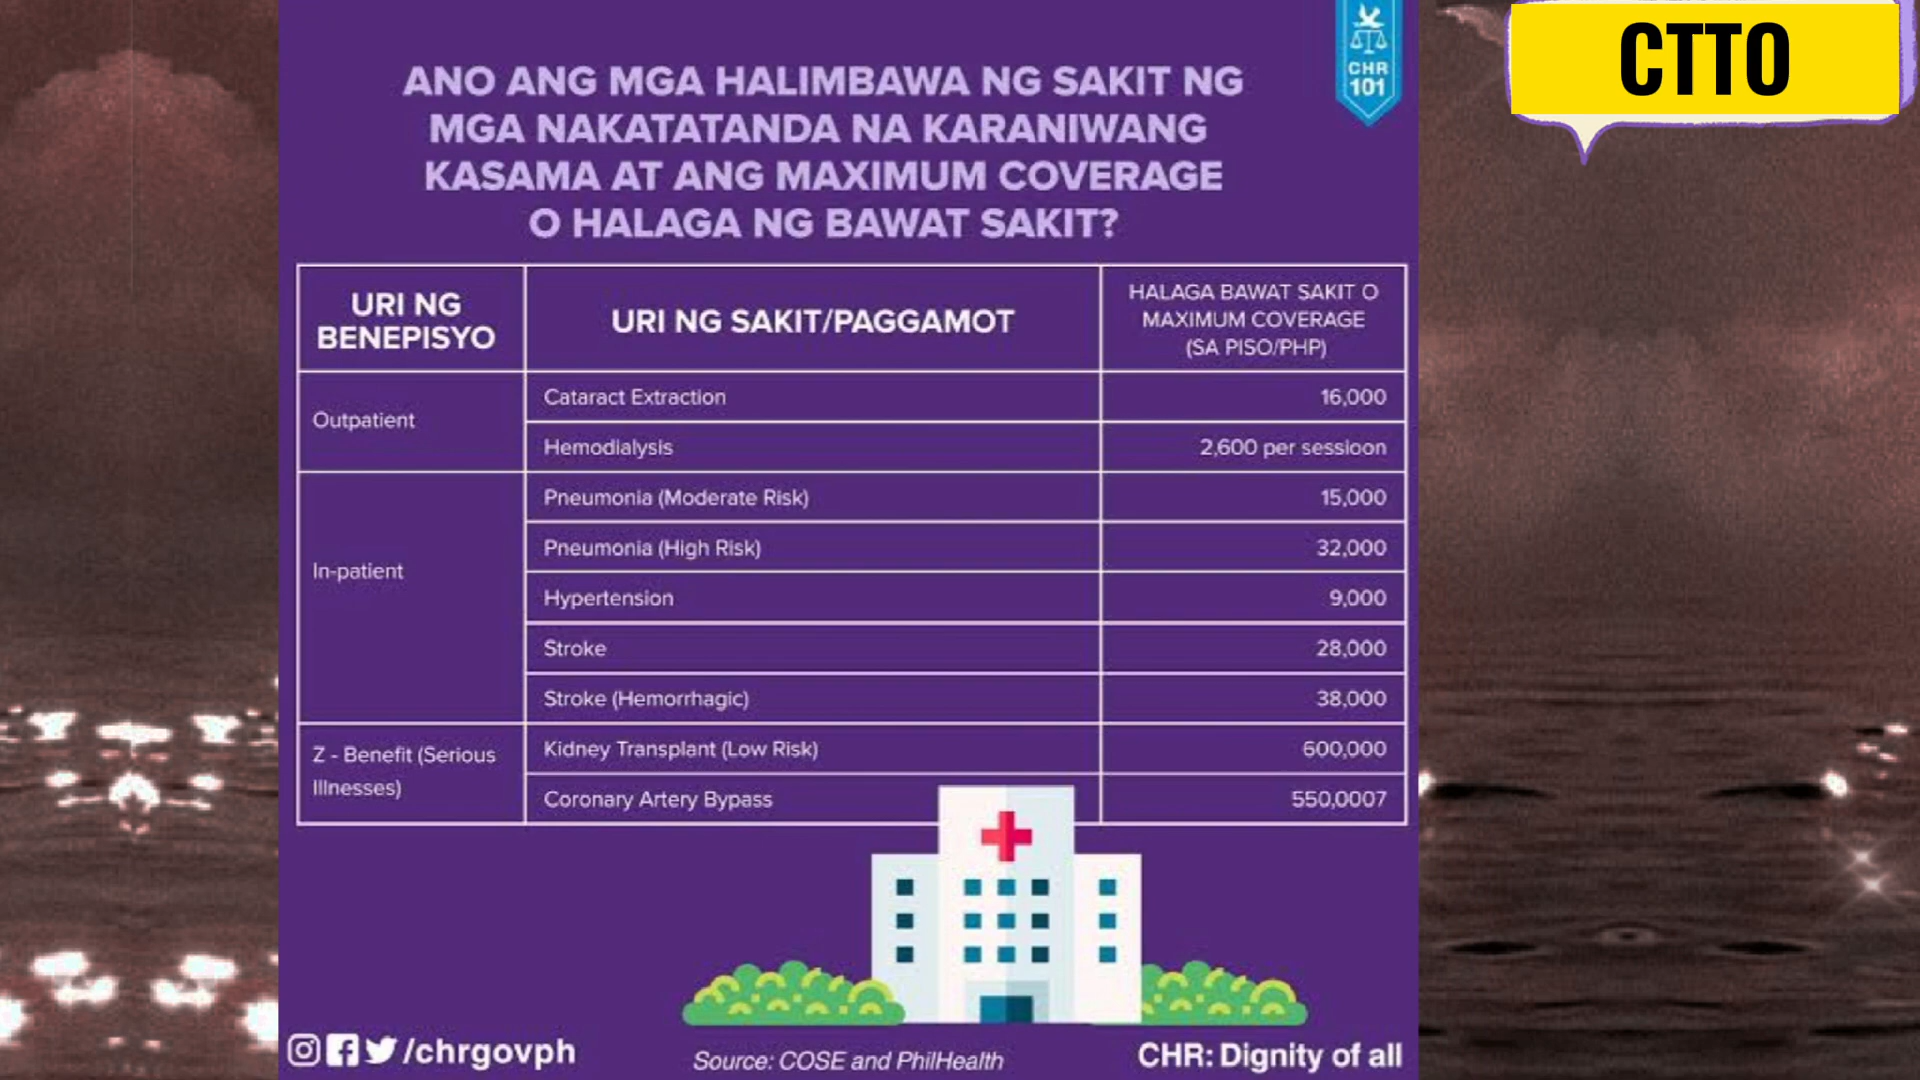 CTTO
CHR
101
ANO ANG MGA HALIMBAWA NG SAKIT NG
MGA NAKATATANDA NA KARANIWANG
KASAMA AT ANG MAXIMUM COVERAGE
O HALAGA NG BAWAT SAKIT?
URI NG
BENEPISYO
URI NG SAKIT/PAGGAMOT
HALAGA BAWAT SAKIT O
MAXIMUM COVERAGE
(SA PISO/PHP)
Outpatient
Cataract Extraction
16,000
Hemodialysis
2,600 per sessioon
In-patient
Pneumonia (Moderate Risk)
15,000
Pneumonia (High Risk)
32,000
Hypertension
9,000
Stroke
28,000
Stroke (Hemorrhagic)
38,000
Z - Benefit (Serious
Illnesses)
Kidney Transplant (Low Risk)
600,000
Coronary Artery Bypass
550,0007
/chrgovph
Source: COSE and PhilHealth
CHR: Dignity of all